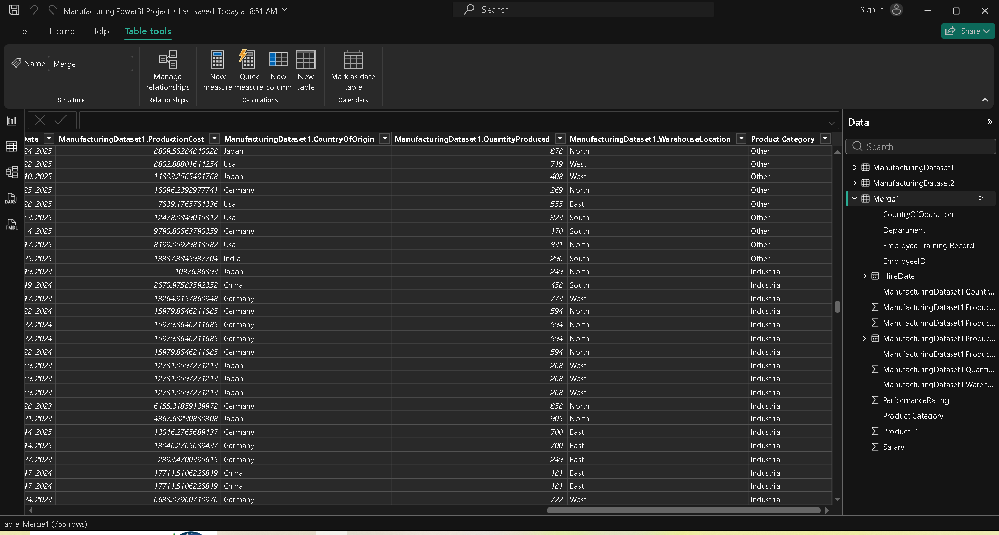 Manufacturing PowerBI Project • Last saved: Today at 8:51 AM
Search
Sign in
File Home Help Table tools
Share
Name Merge1
Structure
Manage relationships
Relationships
New measure
Quick measure
New column
New table
Calculations
Mark as date table
Calendars
Date ManufacturingDataset1.ProductionCost ManufacturingDataset1.CountryOfOrigin ManufacturingDataset1.QuantityProduced ManufacturingDataset1.WarehouseLocation Product Category
24, 2025 8809.56284840028 Japan 878 North Other
22, 2025 8802.88801614254 Usa 719 West Other
10, 2025 11803.2565491768 Japan 408 West Other
25, 2025 16096.2392977741 Germany 269 North Other
28, 2025 7639.1765764336 Usa 555 East Other
3, 2025 12478.0849015812 Usa 323 South Other
4, 2025 9790.80663790359 Germany 170 South Other
17, 2025 8199.05929818582 Usa 831 North Other
25, 2025 13387.3845937704 India 296 South Other
19, 2023 10376.36893 Japan 249 North Industrial
19, 2024 2670.97583592352 China 458 South Industrial
17, 2023 13264.9157860948 Germany 773 West Industrial
22, 2024 15979.8646211685 Germany 594 North Industrial
22, 2024 15979.8646211685 Germany 594 North Industrial
22, 2024 15979.8646211685 Germany 594 North Industrial
22, 2024 15979.8646211685 Germany 594 North Industrial
9, 2023 12781.0597271213 Japan 268 West Industrial
9, 2023 12781.0597271213 Japan 268 West Industrial
9, 2023 12781.0597271213 Japan 268 West Industrial
28, 2023 6155.31859139972 Germany 858 North Industrial
21, 2023 4367.68230880308 Japan 905 North Industrial
14, 2025 13046.2765689437 Germany 700 East Industrial
14, 2025 13046.2765689437 Germany 700 East Industrial
27, 2023 2393.4700395615 Germany 249 East Industrial
17, 2024 17711.5106226819 China 181 East Industrial
17, 2024 17711.5106226819 China 181 East Industrial
24, 2023 6638.07960710976 Germany 722 West Industrial
DAX
TMDL
Data
Search
ManufacturingDataset1
ManufacturingDataset2
Merge1
CountryOfOperation
Department
Employee Training Record
EmployeeID
HireDate
ManufacturingDataset1.Countr...
ManufacturingDataset1.Produc...
ManufacturingDataset1.Produc...
ManufacturingDataset1.Produc...
ManufacturingDataset1.Produc...
ManufacturingDataset1.Quanti...
ManufacturingDataset1.Wareh...
PerformanceRating
Product Category
ProductID
Salary
Table: Merge1 (755 rows)